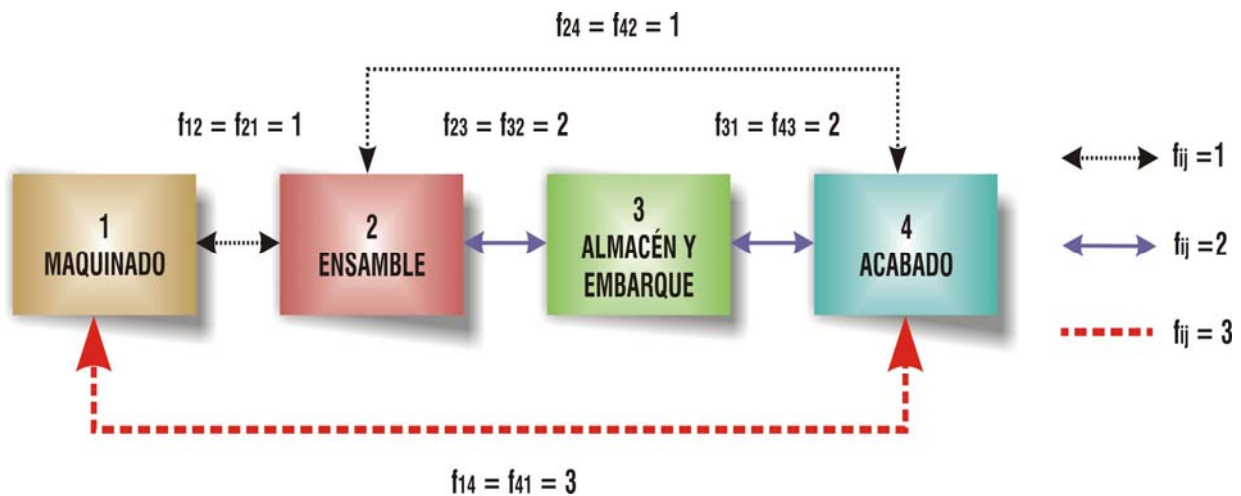 f24 = f42 = 1
f12 = f21 = 1
f23 = f32 = 2
f31 = f43 = 2
fij =1
1
MAQUINADO
2
ENSAMBLE
3
ALMACÉN Y
EMBARQUE
4
ACABADO
fij =2
fij = 3
f14 = f41 = 3